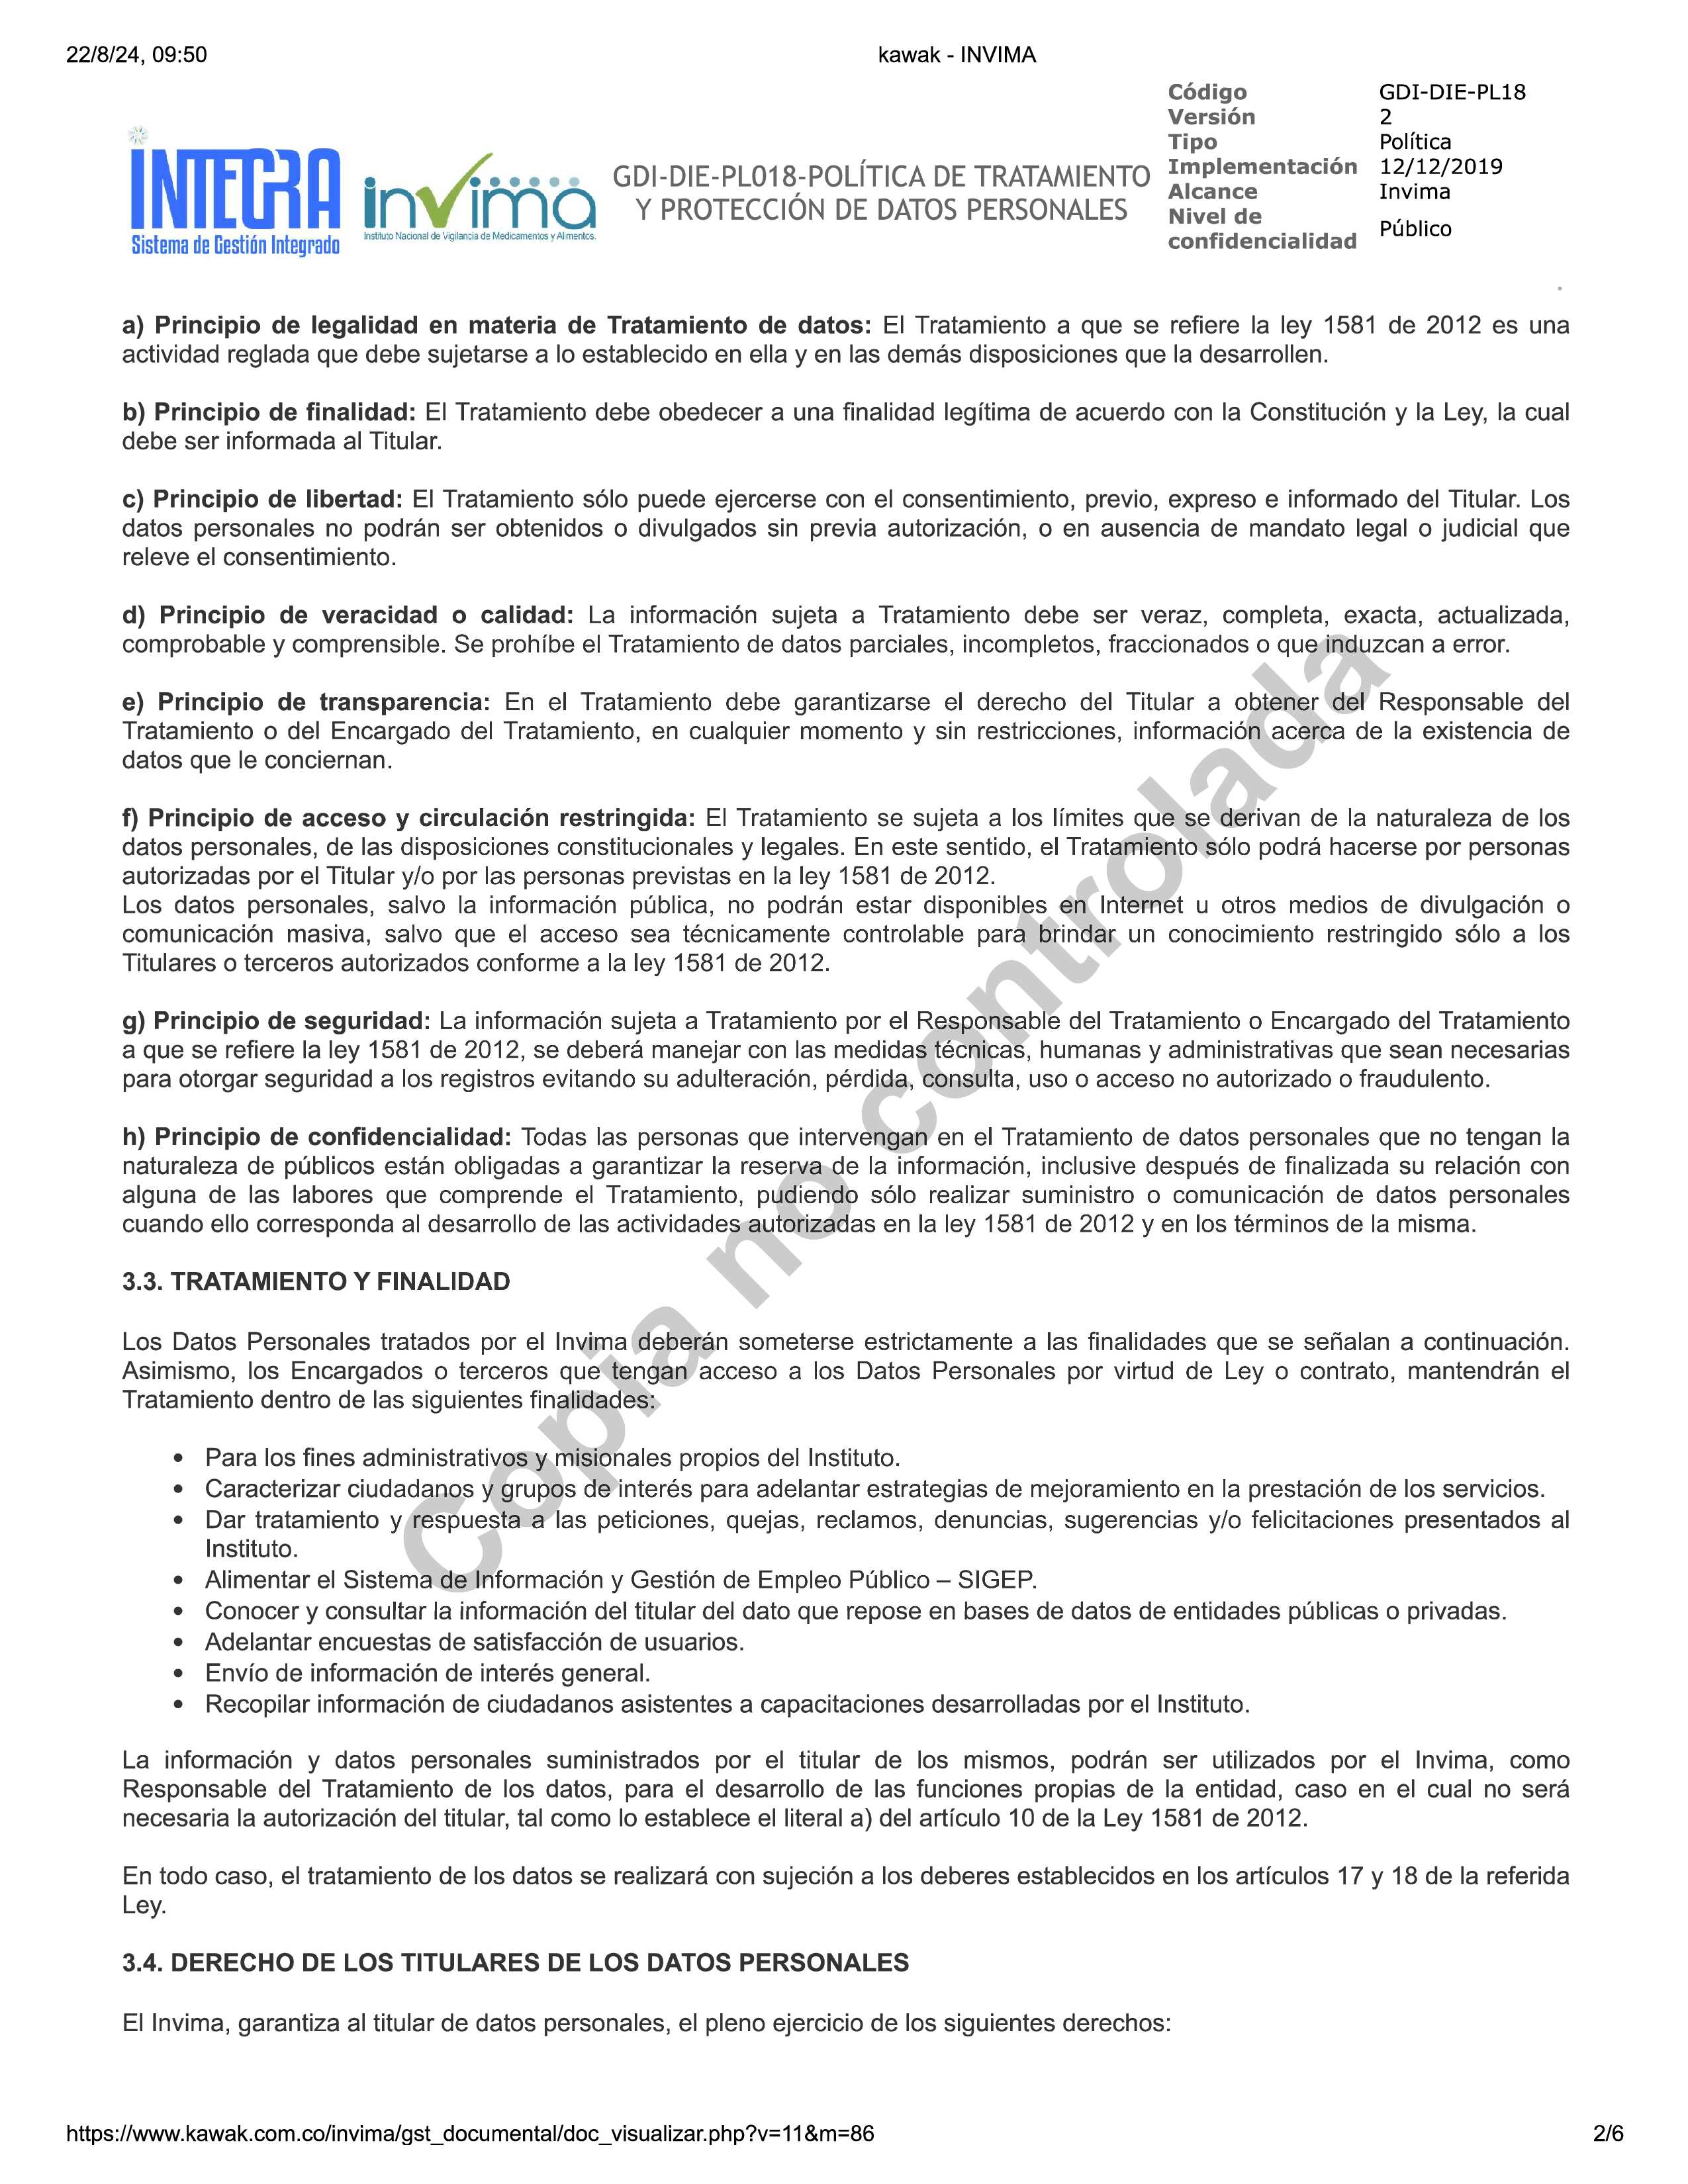 22/8/24, 09:50
kawak - INVIMA
INTEGRA
Sistema de Gestión Integrado
invima
Instituto Nacional de Vigilancia de Medicamentos y Alimentos.
GDI-DIE-PL018-POLÍTICA DE TRATAMIENTO
Y PROTECCIÓN DE DATOS PERSONALES
Código GDI-DIE-PL18
Versión 2
Tipo Política
Implementación 12/12/2019
Alcance Invima
Nivel de
confidencialidad Público
a) Principio de legalidad en materia de Tratamiento de datos: El Tratamiento a que se refiere la ley 1581 de 2012 es una
actividad reglada que debe sujetarse a lo establecido en ella y en las demás disposiciones que la desarrollen.
b) Principio de finalidad: El Tratamiento debe obedecer a una finalidad legítima de acuerdo con la Constitución y la Ley, la cual
debe ser informada al Titular.
c) Principio de libertad: El Tratamiento sólo puede ejercerse con el consentimiento, previo, expreso e informado del Titular. Los
datos personales no podrán ser obtenidos o divulgados sin previa autorización, o en ausencia de mandato legal o judicial que
releve el consentimiento.
d) Principio de veracidad o calidad: La información sujeta a Tratamiento debe ser veraz, completa, exacta, actualizada,
comprobable y comprensible. Se prohíbe el Tratamiento de datos parciales, incompletos, fraccionados o que induzcan a error.
e) Principio de transparencia: En el Tratamiento debe garantizarse el derecho del Titular a obtener del Responsable del
Tratamiento o del Encargado del Tratamiento, en cualquier momento y sin restricciones, información acerca de la existencia de
datos que le conciernan.
f) Principio de acceso y circulación restringida: El Tratamiento se sujeta a los límites que se derivan de la naturaleza de los
datos personales, de las disposiciones constitucionales y legales. En este sentido, el Tratamiento sólo podrá hacerse por personas
autorizadas por el Titular y/o por las personas previstas en la ley 1581 de 2012.
Los datos personales, salvo la información pública, no podrán estar disponibles en Internet u otros medios de divulgación o
comunicación masiva, salvo que el acceso sea técnicamente controlable para brindar un conocimiento restringido sólo a los
Titulares o terceros autorizados conforme a la ley 1581 de 2012.
g) Principio de seguridad: La información sujeta a Tratamiento por el Responsable del Tratamiento o Encargado del Tratamiento
a que se refiere la ley 1581 de 2012, se deberá manejar con las medidas técnicas, humanas y administrativas que sean necesarias
para otorgar seguridad a los registros evitando su adulteración, pérdida, consulta, uso o acceso no autorizado o fraudulento.
h) Principio de confidencialidad: Todas las personas que intervengan en el Tratamiento de datos personales que no tengan la
naturaleza de públicos están obligadas a garantizar la reserva de la información, inclusive después de finalizada su relación con
alguna de las labores que comprende el Tratamiento, pudiendo sólo realizar suministro o comunicación de datos personales
cuando ello corresponda al desarrollo de las actividades autorizadas en la ley 1581 de 2012 y en los términos de la misma.
3.3. TRATAMIENTO Y FINALIDAD
Los Datos Personales tratados por el Invima deberán someterse estrictamente a las finalidades que se señalan a continuación.
Asimismo, los Encargados o terceros que tengan acceso a los Datos Personales por virtud de Ley o contrato, mantendrán el
Tratamiento dentro de las siguientes finalidades:
• Para los fines administrativos y misionales propios del Instituto.
• Caracterizar ciudadanos y grupos de interés para adelantar estrategias de mejoramiento en la prestación de los servicios.
• Dar tratamiento y respuesta a las peticiones, quejas, reclamos, denuncias, sugerencias y/o felicitaciones presentados al
Instituto.
• Alimentar el Sistema de Información y Gestión de Empleo Público – SIGEP.
• Conocer y consultar la información del titular del dato que repose en bases de datos de entidades públicas o privadas.
• Adelantar encuestas de satisfacción de usuarios.
• Envío de información de interés general.
• Recopilar información de ciudadanos asistentes a capacitaciones desarrolladas por el Instituto.
La información y datos personales suministrados por el titular de los mismos, podrán ser utilizados por el Invima, como
Responsable del Tratamiento de los datos, para el desarrollo de las funciones propias de la entidad, caso en el cual no será
necesaria la autorización del titular, tal como lo establece el literal a) del artículo 10 de la Ley 1581 de 2012.
En todo caso, el tratamiento de los datos se realizará con sujeción a los deberes establecidos en los artículos 17 y 18 de la referida
Ley.
3.4. DERECHO DE LOS TITULARES DE LOS DATOS PERSONALES
El Invima, garantiza al titular de datos personales, el pleno ejercicio de los siguientes derechos:
Copia no controlada
https://www.kawak.com.co/invima/gst_documental/doc_visualizar.php?v=11&m=86
2/6